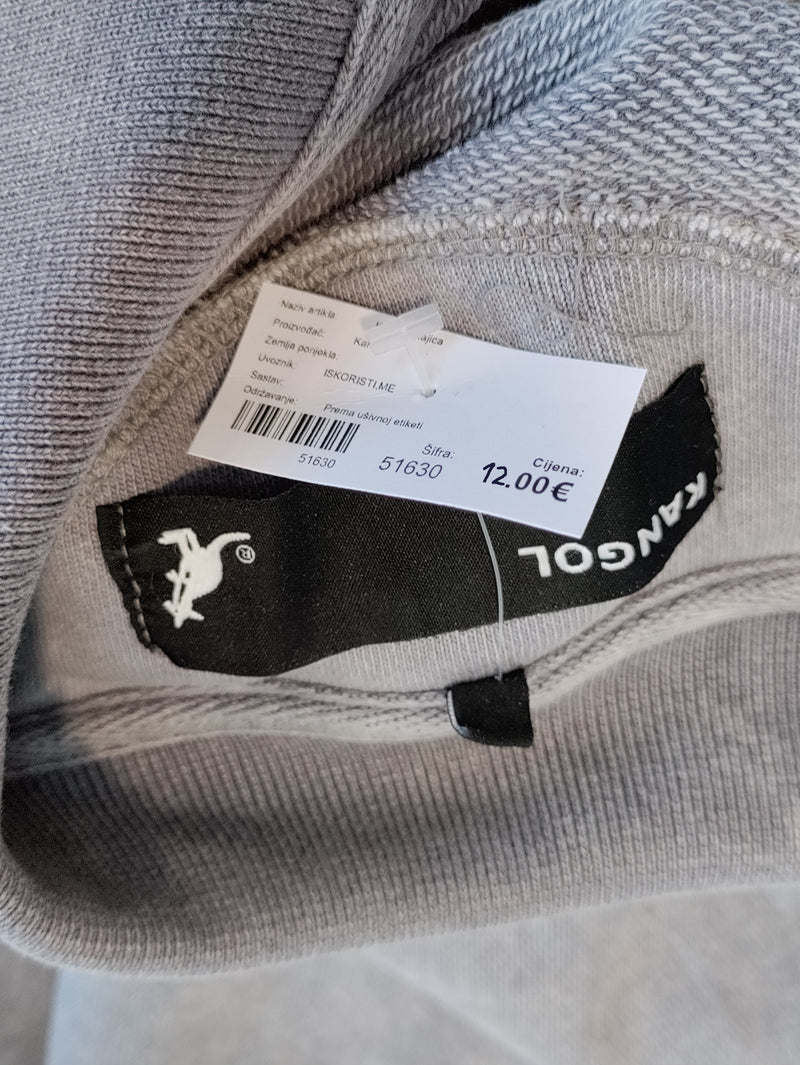 Naziv artikla:
Proizvođač:
Zemlja porijekla:
Uvoznik: ISKORISTI.ME
Sastav:
Održavanje: Prema ušivnoj etiketi
51630
Šifra:
51630
Cijena:
12.00€
KANGOL
®